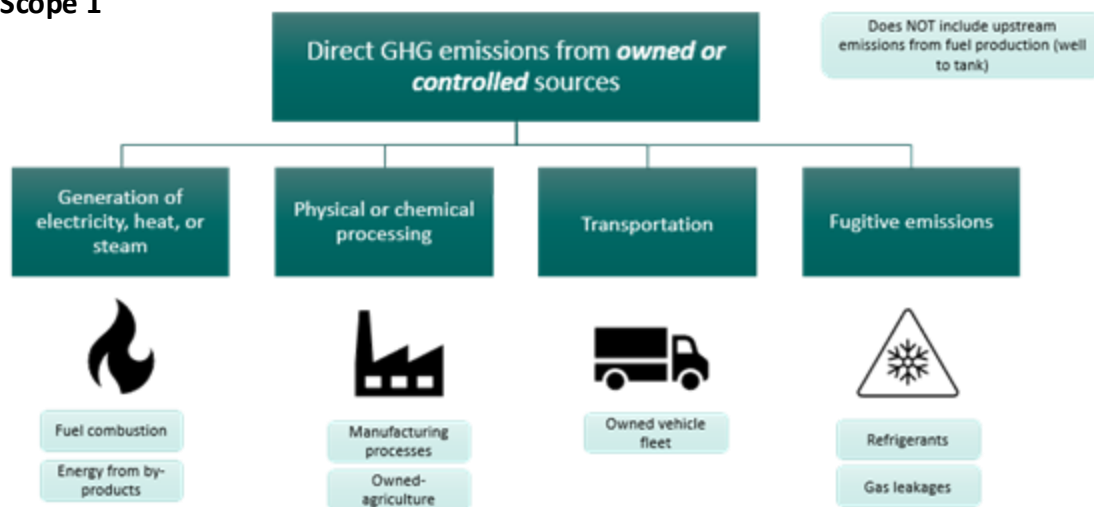 Scope 1
Direct GHG emissions from owned or
controlled sources
Does NOT include upstream
emissions from fuel production (well
to tank)
Generation of
electricity, heat, or
steam
Physical or chemical
processing
Transportation
Fugitive emissions
Fuel combustion
Energy from by-
products
Manufacturing
processes
Owned-
agriculture
Owned vehicle
fleet
Refrigerants
Gas leakages